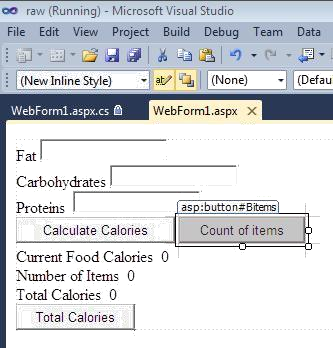 raw (Running) - Microsoft Visual Studio
File Edit View Project Build Debug Team Data
(New Inline Style) ab (None) (Defau
WebForm1.aspx.cs WebForm1.aspx
Fat
Carbohydrates
Proteins
asp:button#Bitems
Calculate Calories Count of items
Current Food Calories 0
Number of Items 0
Total Calories 0
Total Calories